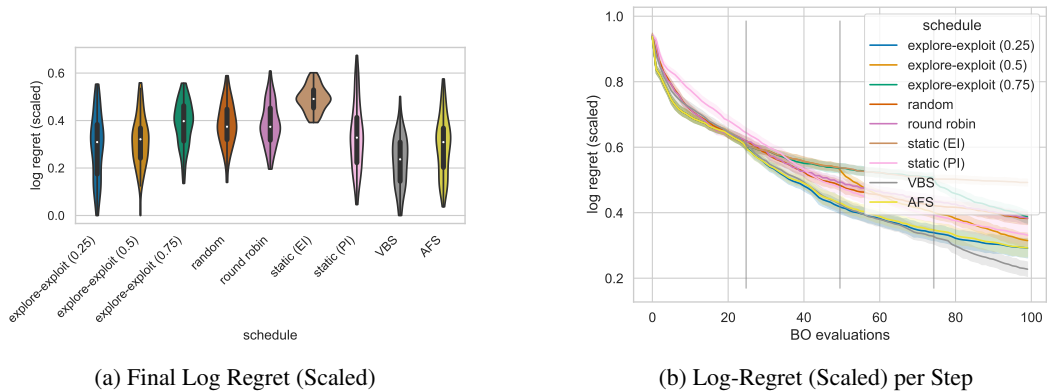 log regret (scaled)
0.6
0.4
0.2
0.0
explore-exploit (0.25)
explore-exploit (0.5)
explore-exploit (0.75)
random
round robin
static (EI)
static (PI)
VBS
AFS
schedule
(a) Final Log Regret (Scaled)
log regret (scaled)
1.0
0.8
0.6
0.4
0.2
0
20
40
60
80
100
BO evaluations
schedule
explore-exploit (0.25)
explore-exploit (0.5)
explore-exploit (0.75)
random
round robin
static (EI)
static (PI)
VBS
AFS
(b) Log-Regret (Scaled) per Step